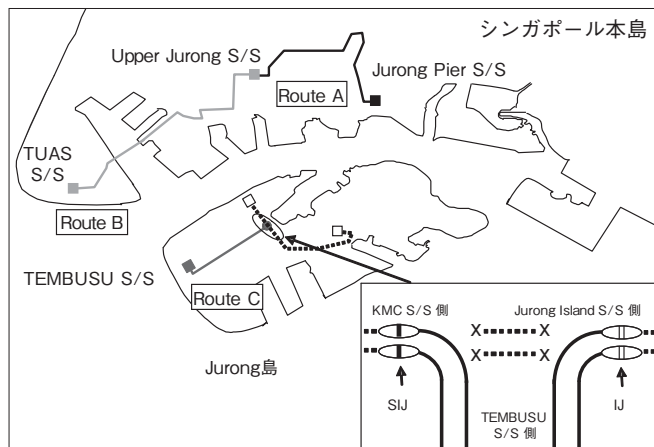 シンガポール本島
Upper Jurong S/S
Jurong Pier S/S
Route A
TUAS
S/S
Route B
TEMBUSU S/S
Route C
Jurong島
KMC S/S 側
Jurong Island S/S 側
X
X
X
X
SIJ
TEMBUSU
S/S 側
IJ